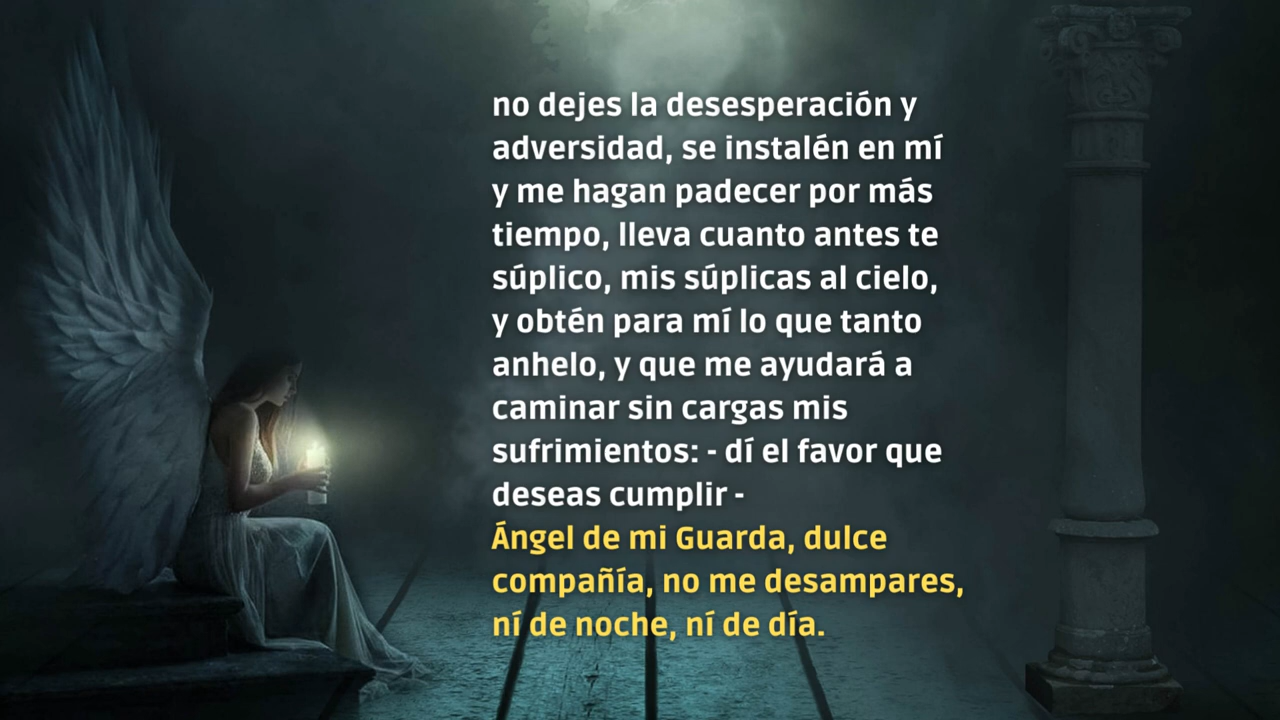 no dejes la desesperación y
adversidad, se instalén en mí
y me hagan padecer por más
tiempo, lleva cuanto antes te
súplico, mis súplicas al cielo,
y obtén para mí lo que tanto
anhelo, y que me ayudará a
caminar sin cargas mis
sufrimientos: - dí el favor que
deseas cumplir -
Ángel de mi Guarda, dulce
compañía, no me desampares,
ní de noche, ní de día.